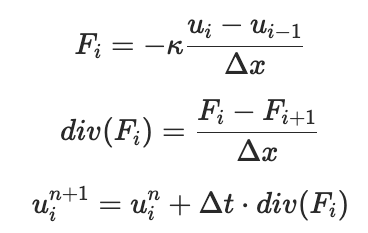 $F_i = -\kappa \frac{u_i - u_{i-1}}{\Delta x}$
$div(F_i) = \frac{F_i - F_{i+1}}{\Delta x}$
$u_i^{n+1} = u_i^n + \Delta t \cdot div(F_i)$